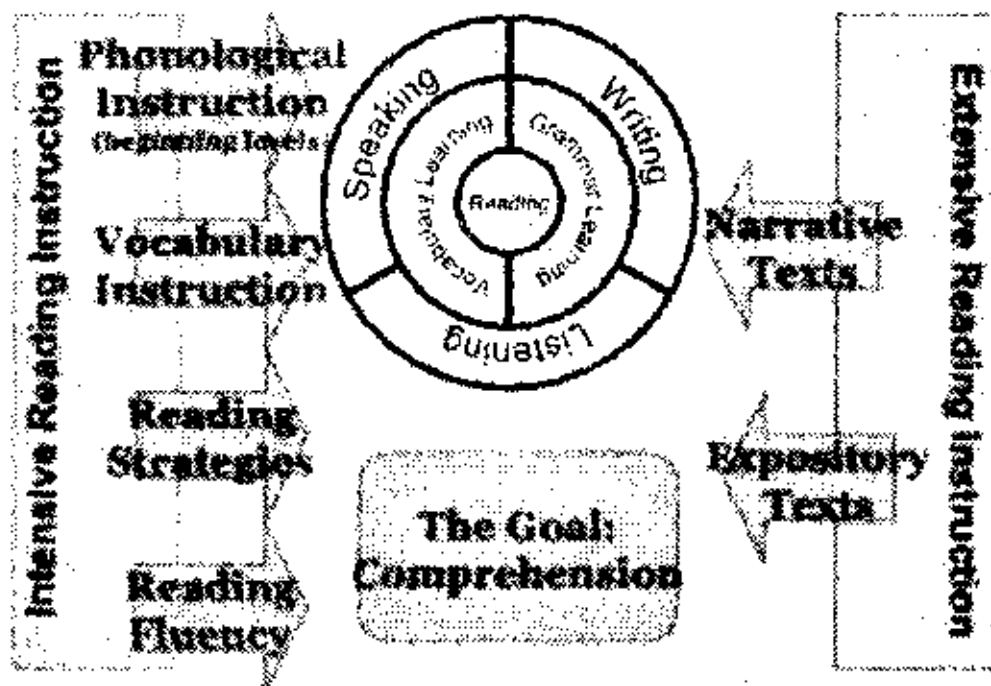 Intensive Reading Instruction
Phonological
Instruction
(beginning levels)
Vocabulary
Instruction
Reading
Strategies
Reading
Fluency
Speaking
Writing
Listening
Vocabulary Learning
Grammar Learning
Reading
The Goal:
Comprehension
Narrative
Texts
Expository
Texts
Extensive Reading instruction